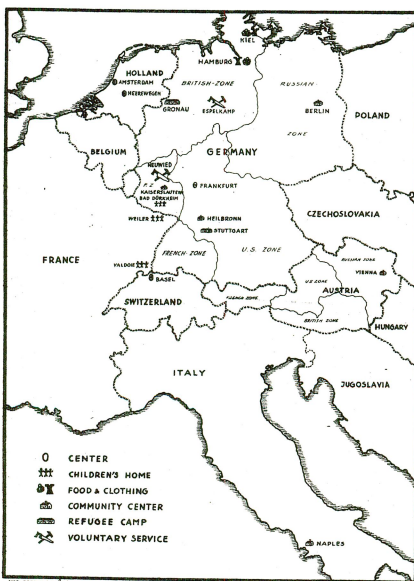 KIEL
HAMBURG
HOLLAND
AMSTERDAM
HEEREWEGEN
BRITISH-ZONE
RUSSIAN
ZONE
GRONAU
ESPELKAMP
BERLIN
POLAND
BELGIUM
GERMANY
NEUWIED
F.Z.
FRANKFURT
KAISERSLAUTERN
BAD DÜRKHEIM
WEILER
HEILBRONN
STUTTGART
CZECHOSLOVAKIA
FRANCE
VALDOIE
FRENCH-ZONE
U.S. ZONE
RUSSIAN ZONE
VIENNA
US ZONE
AUSTRIA
BASEL
SWITZERLAND
FRENCH ZONE
BRITISH ZONE
HUNGARY
ITALY
JUGOSLAVIA
CENTER
CHILDREN'S HOME
FOOD & CLOTHING
COMMUNITY CENTER
REFUGEE CAMP
VOLUNTARY SERVICE
NAPLES